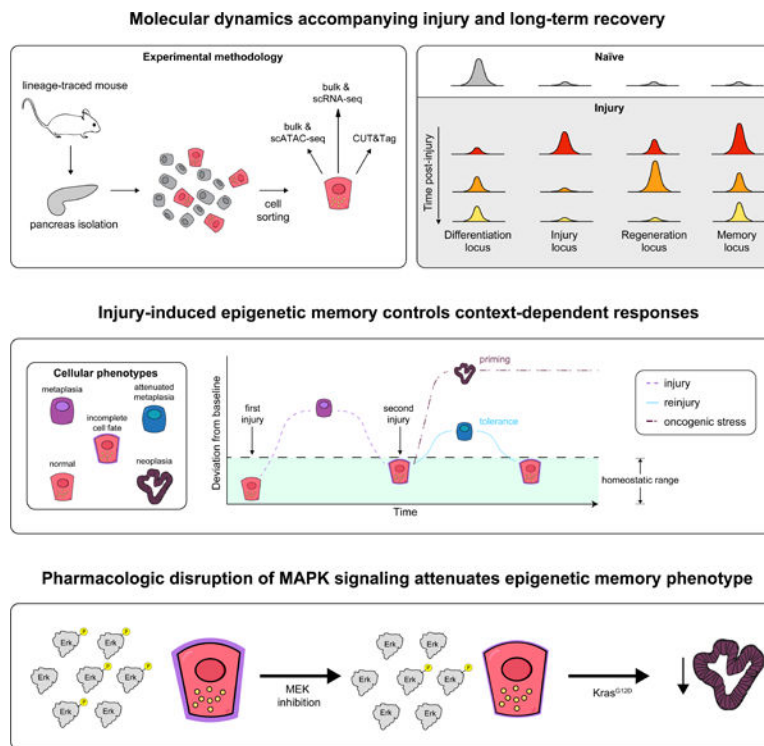 Molecular dynamics accompanying injury and long-term recovery
Experimental methodology
lineage-traced mouse
pancreas isolation
cell
sorting
bulk &
scATAC-seq
bulk &
scRNA-seq
CUT&Tag
Naïve
Injury
Time post-injury
Differentiation
locus
Injury
locus
Regeneration
locus
Memory
locus
Injury-induced epigenetic memory controls context-dependent responses
Cellular phenotypes
metaplasia
attenuated
metaplasia
incomplete
cell fate
normal
neoplasia
Deviation from baseline
first
injury
second
injury
priming
tolerance
Time
injury
reinjury
oncogenic stress
homeostatic range
Pharmacologic disruption of MAPK signaling attenuates epigenetic memory phenotype
Erk P
Erk P
Erk P
Erk P
Erk P
Erk P
Erk
MEK
inhibition
Erk
Erk
Erk
Erk P
Erk P
Erk
Erk
Kras^G12D